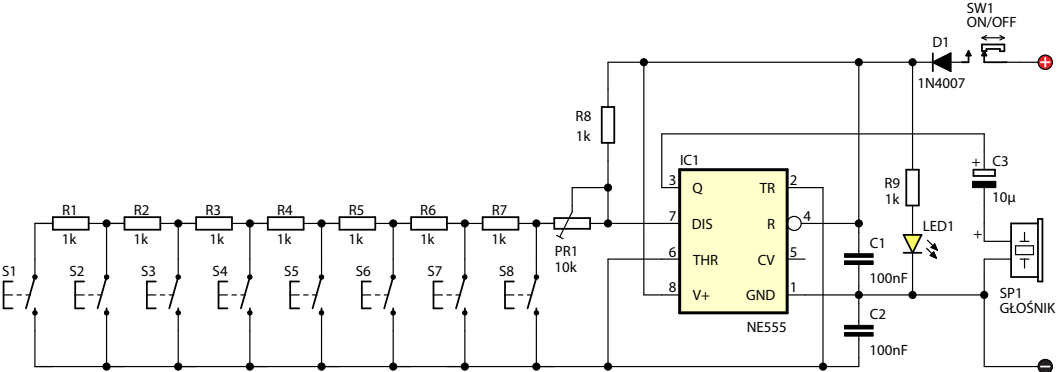 SW1
ON/OFF
D1
1N4007
+
R8
1k
IC1
3 Q TR 2
7 DIS R 4
6 THR CV 5
8 V+ GND 1
NE555
+ C3
10µ
R9
1k
LED1
C1
100nF
C2
100nF
+
SP1
GŁOŚNIK
R1 R2 R3 R4 R5 R6 R7
1k 1k 1k 1k 1k 1k 1k
PR1
10k
S1 S2 S3 S4 S5 S6 S7 S8
-